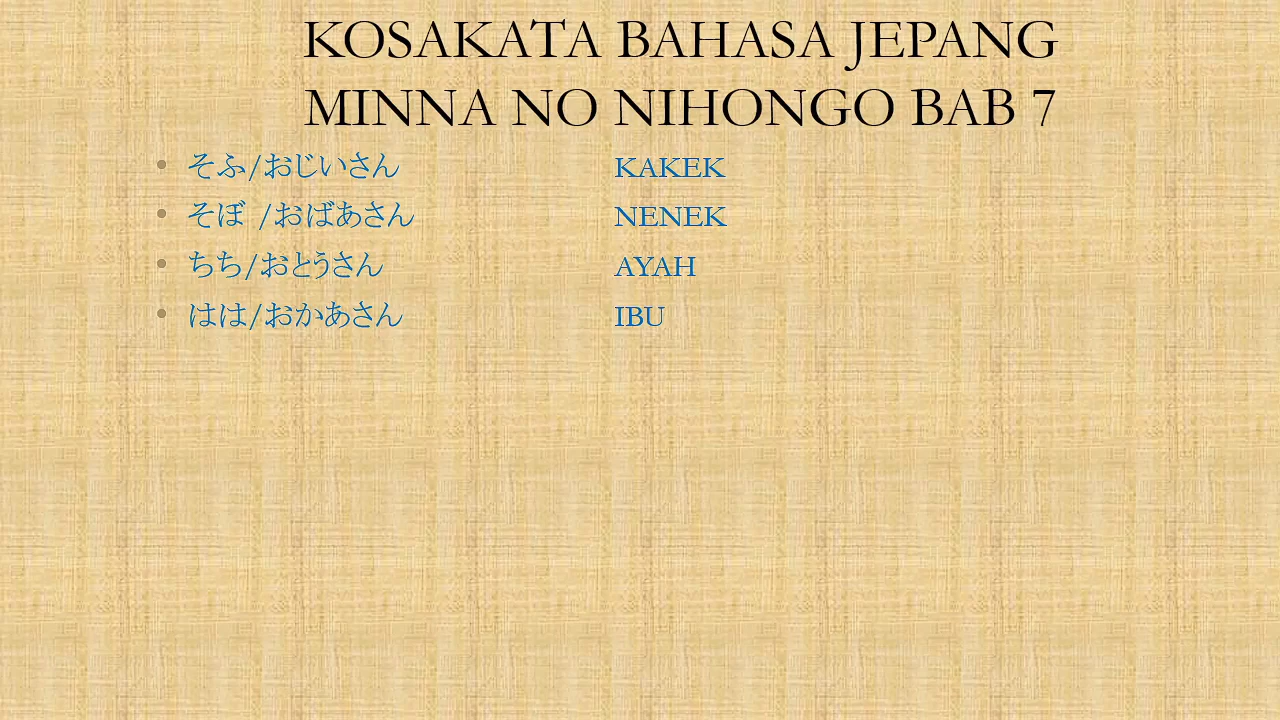 KOSAKATA BAHASA JEPANG
MINNA NO NIHONGO BAB 7
• そふ/おじいさん KAKEK
• そぼ /おばあさん NENEK
• ちち/おとうさん AYAH
• はは/おかあさん IBU